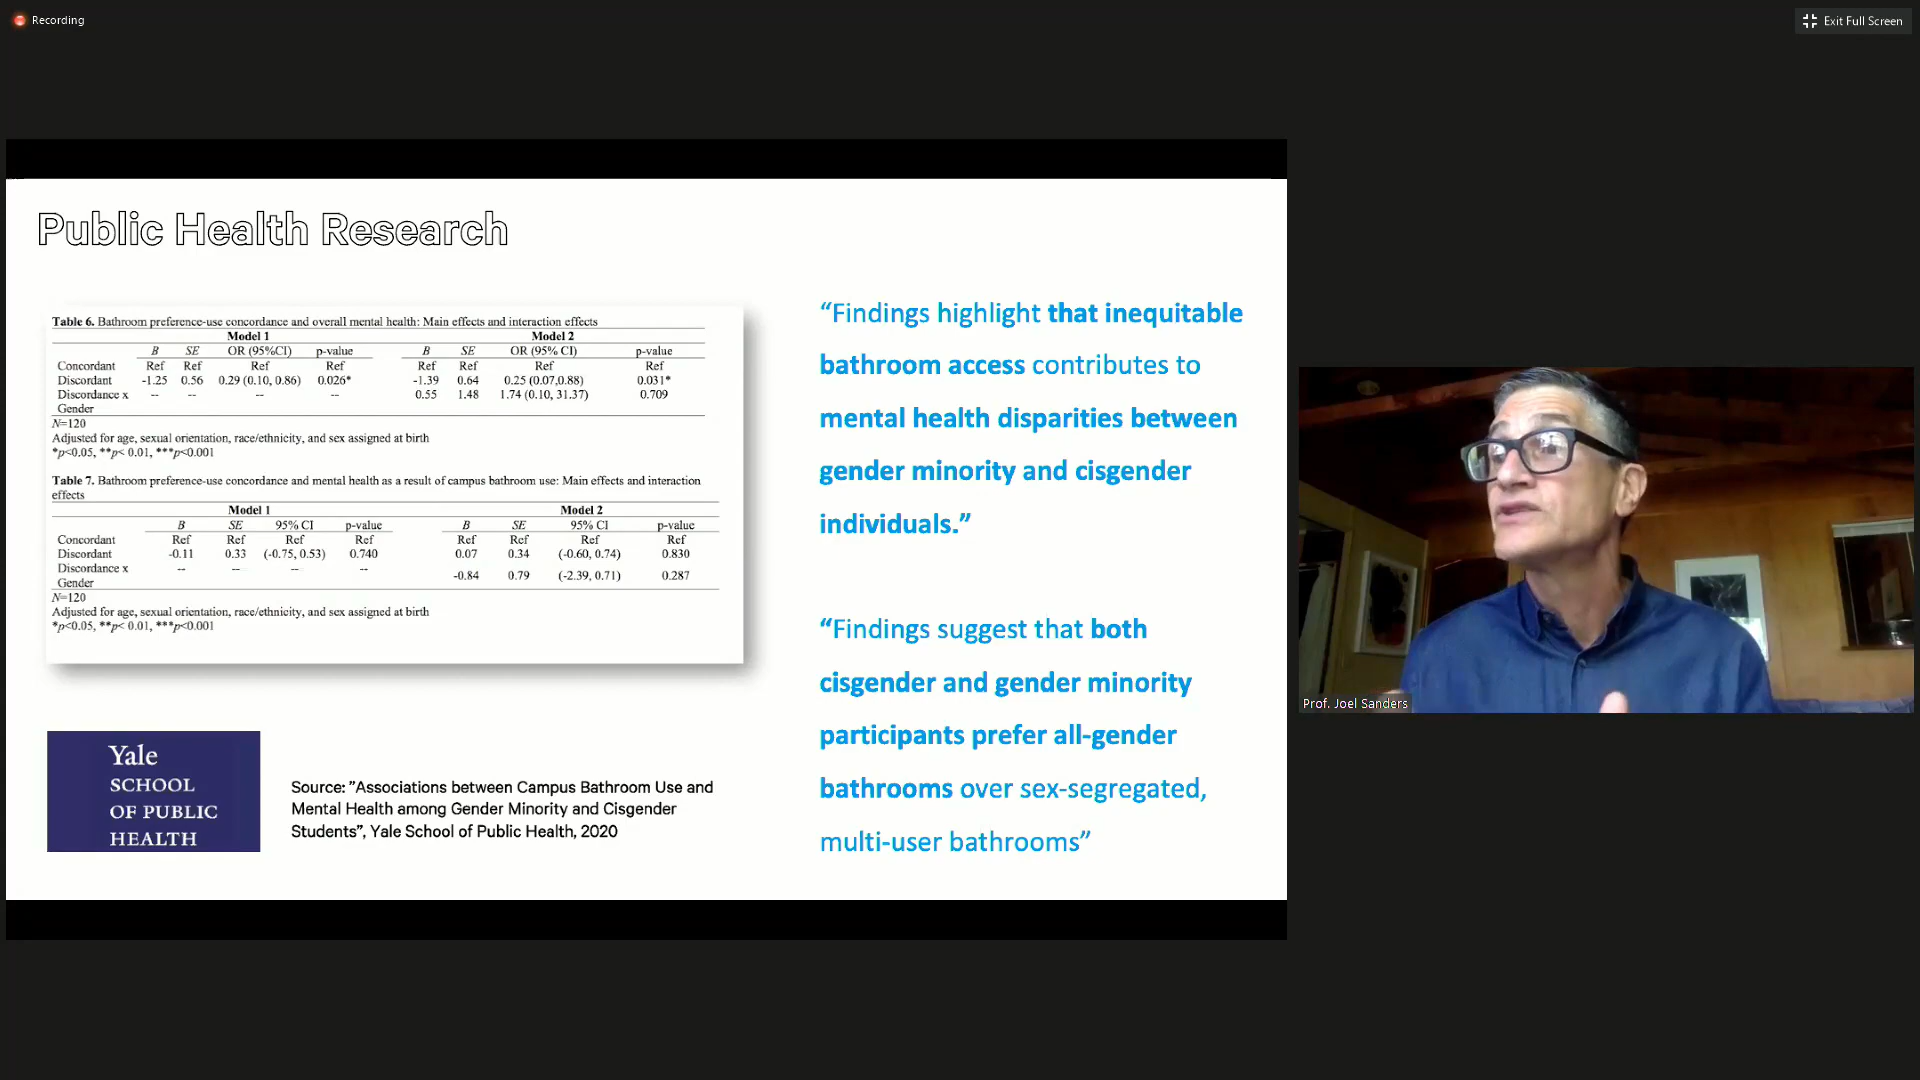 Recording
Exit Full Screen
Public Health Research
Table 6. Bathroom preference-use concordance and overall mental health: Main effects and interaction effects
Model 1 Model 2
B SE OR (95%CI) p-value B SE OR (95% CI) p-value
Concordant Ref Ref Ref Ref Ref Ref Ref Ref
Discordant -1.25 0.56 0.29 (0.10, 0.86) 0.026* -1.39 0.64 0.25 (0.07,0.88) 0.031*
Discordance x -- -- -- -- 0.55 1.48 1.74 (0.10, 31.37) 0.709
Gender
N=120
Adjusted for age, sexual orientation, race/ethnicity, and sex assigned at birth
*p<0.05, **p< 0.01, ***p<0.001
Table 7. Bathroom preference-use concordance and mental health as a result of campus bathroom use: Main effects and interaction
effects
Model 1 Model 2
B SE 95% CI p-value B SE 95% CI p-value
Concordant Ref Ref Ref Ref Ref Ref Ref Ref
Discordant -0.11 0.33 (-0.75, 0.53) 0.740 0.07 0.34 (-0.60, 0.74) 0.830
Discordance x -- -- -- -- -0.84 0.79 (-2.39, 0.71) 0.287
Gender
N=120
Adjusted for age, sexual orientation, race/ethnicity, and sex assigned at birth
*p<0.05, **p< 0.01, ***p<0.001
Yale
SCHOOL
OF PUBLIC
HEALTH
Source: ”Associations between Campus Bathroom Use and
Mental Health among Gender Minority and Cisgender
Students”, Yale School of Public Health, 2020
“Findings highlight that inequitable
bathroom access contributes to
mental health disparities between
gender minority and cisgender
individuals.”
“Findings suggest that both
cisgender and gender minority
participants prefer all-gender
bathrooms over sex-segregated,
multi-user bathrooms”
Prof. Joel Sanders